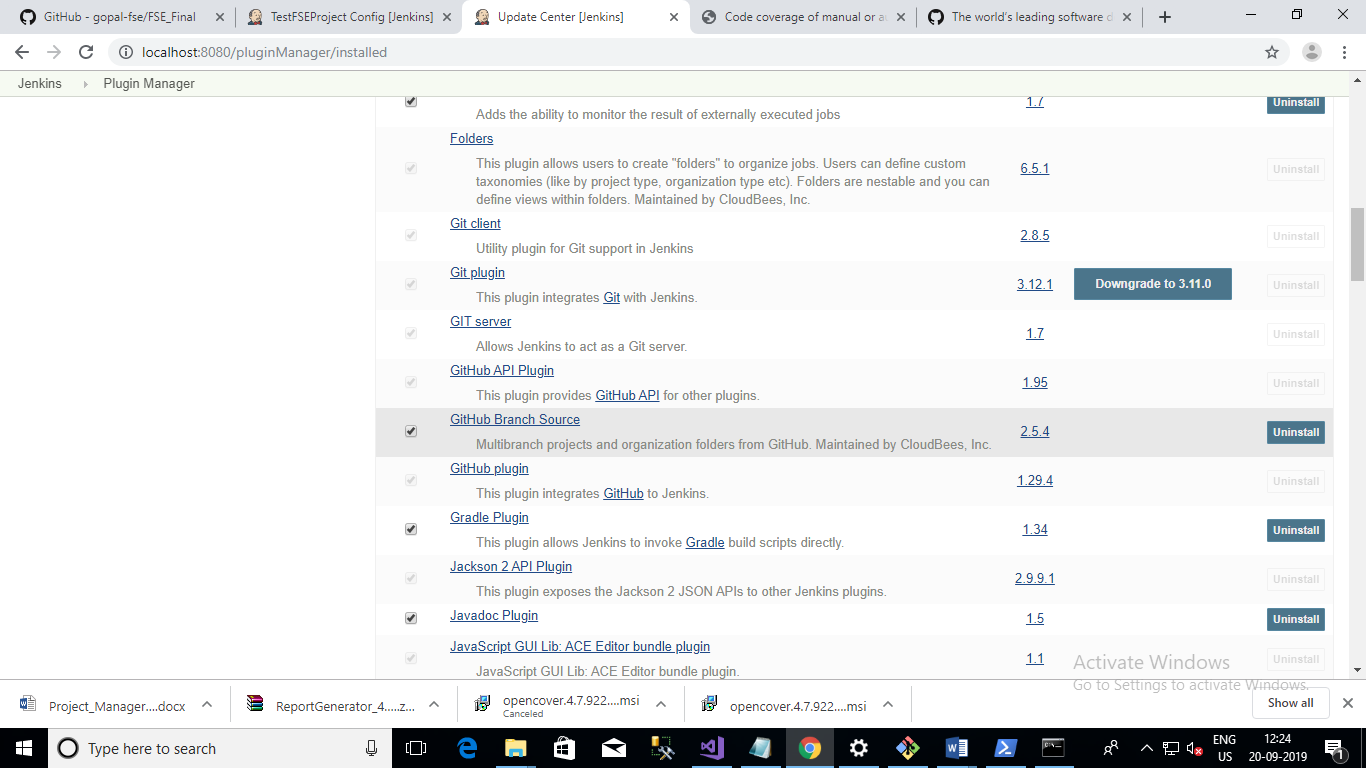 GitHub - gopal-fse/FSE_Final
TestFSEProject Config [Jenkins]
Update Center [Jenkins]
Code coverage of manual or au
The world's leading software d
localhost:8080/pluginManager/installed
Jenkins
Plugin Manager
1.7
Uninstall
Adds the ability to monitor the result of externally executed jobs
Folders
This plugin allows users to create "folders" to organize jobs. Users can define custom
taxonomies (like by project type, organization type etc). Folders are nestable and you can
define views within folders. Maintained by CloudBees, Inc.
6.5.1
Uninstall
Git client
Utility plugin for Git support in Jenkins
2.8.5
Uninstall
Git plugin
This plugin integrates Git with Jenkins.
3.12.1
Downgrade to 3.11.0
Uninstall
GIT server
Allows Jenkins to act as a Git server.
1.7
Uninstall
GitHub API Plugin
This plugin provides GitHub API for other plugins.
1.95
Uninstall
GitHub Branch Source
Multibranch projects and organization folders from GitHub. Maintained by CloudBees, Inc.
2.5.4
Uninstall
GitHub plugin
This plugin integrates GitHub to Jenkins.
1.29.4
Uninstall
Gradle Plugin
This plugin allows Jenkins to invoke Gradle build scripts directly.
1.34
Uninstall
Jackson 2 API Plugin
This plugin exposes the Jackson 2 JSON APIs to other Jenkins plugins.
2.9.9.1
Uninstall
Javadoc Plugin
1.5
Uninstall
JavaScript GUI Lib: ACE Editor bundle plugin
JavaScript GUI Lib: ACE Editor bundle plugin.
1.1
Uninstall
Activate Windows
Go to Settings to activate Windows.
Project_Manager....docx
ReportGenerator_4.....z...
opencover.4.7.922....msi
Canceled
opencover.4.7.922....msi
Show all
Type here to search
ENG
US
12:24
20-09-2019
1